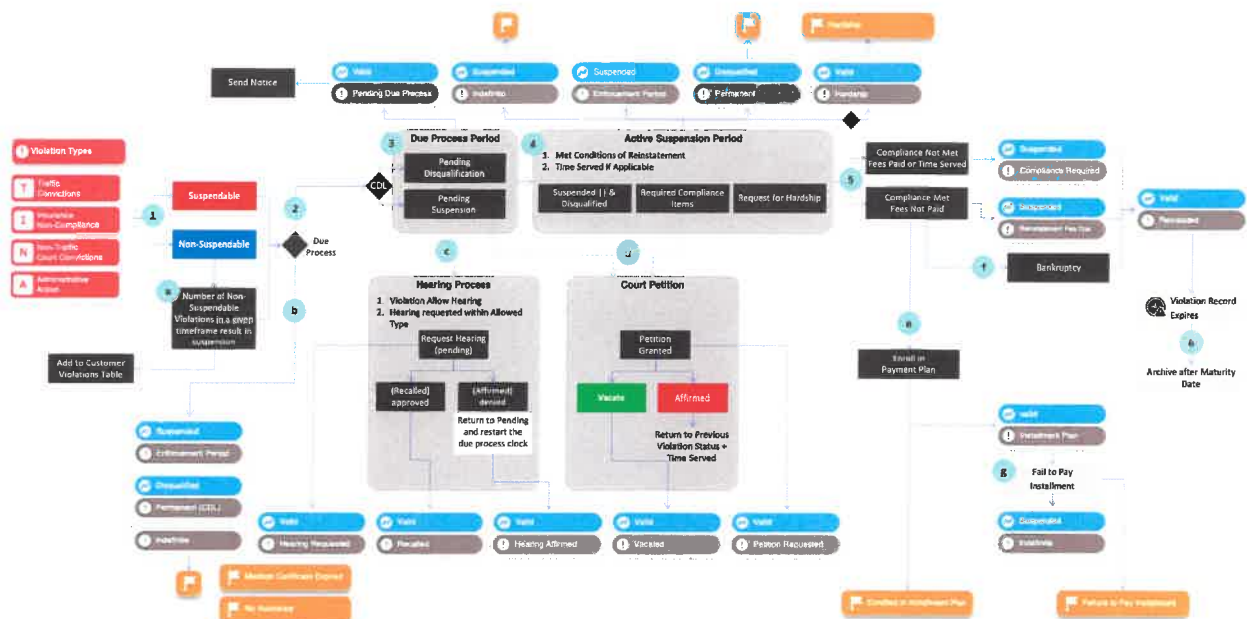 Hardship
Valid
Pending Due Process
Send Notice
Suspended
Indefinite
Suspended
Enforcement Period
Disqualified
Permanent
Valid
Hardship
Violation Types
T
Traffic
Convictions
I
Insurance
Non-Compliance
N
Non-Traffic
Court Convictions
A
Administrative
Action
1
Suspendable
Non-Suspendable
a
Number of Non-
Suspendable
Violations in a given
timeframe result in
suspension
Add to Customer
Violations Table
2
Due
Process
b
CDL
3
Due Process Period
Pending
Disqualification
Pending
Suspension
4
Active Suspension Period
1. Met Conditions of Reinstatement
2. Time Served if Applicable
Suspended ( ) &
Disqualified
Required Compliance
Items
Request for Hardship
5
Compliance Not Met
Fees Paid or Time Served
Suspended
Compliance Required
Compliance Met
Fees Not Paid
Suspended
Reinstatement Fee Due
Valid
f
Bankruptcy
Violation Record
Expires
Archive after Maturity
Date
c
Hearing Process
1. Violation Allow Hearing
2. Hearing requested within Allowed
Type
Request Hearing
(pending)
(Recalled)
approved
(Affirmed)
denied
Return to Pending
and restart the
due process clock
d
Court Petition
Petition
Granted
Vacate
Affirmed
Return to Previous
Violation Status +
Time Served
e
Enroll in
Payment Plan
Valid
Installment Plan
g
Fail to Pay
Installment
Suspended
Indefinite
Suspended
Enforcement Period
Disqualified
Permanent (CDL)
Indefinite
Valid
Hearing Requested
Valid
Recalled
Valid
Hearing Affirmed
Valid
Vacated
Valid
Petition Requested
Medical Certificate Expired
Enrolled in Installment Plan
Failure to Pay Installment